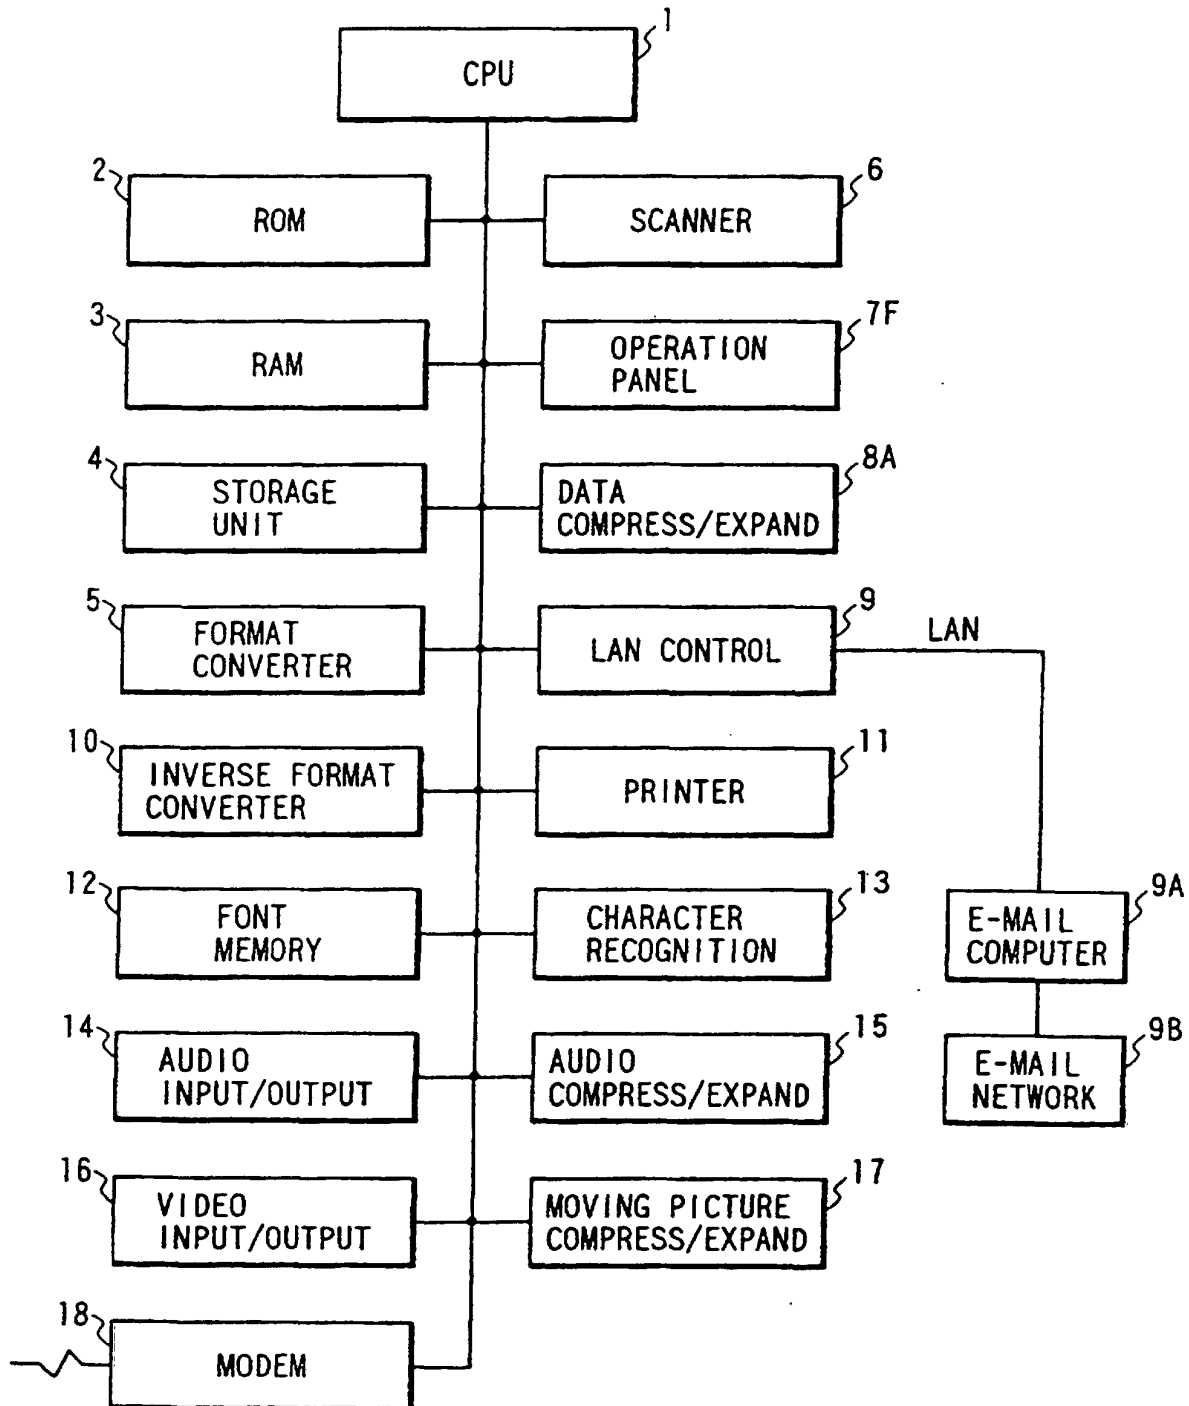 1
CPU
2
ROM
6
SCANNER
3
RAM
7F
OPERATION
PANEL
4
STORAGE
UNIT
8A
DATA
COMPRESS/EXPAND
5
FORMAT
CONVERTER
9
LAN CONTROL
LAN
10
INVERSE FORMAT
CONVERTER
11
PRINTER
12
FONT
MEMORY
13
CHARACTER
RECOGNITION
9A
E-MAIL
COMPUTER
14
AUDIO
INPUT/OUTPUT
15
AUDIO
COMPRESS/EXPAND
9B
E-MAIL
NETWORK
16
VIDEO
INPUT/OUTPUT
17
MOVING PICTURE
COMPRESS/EXPAND
18
MODEM